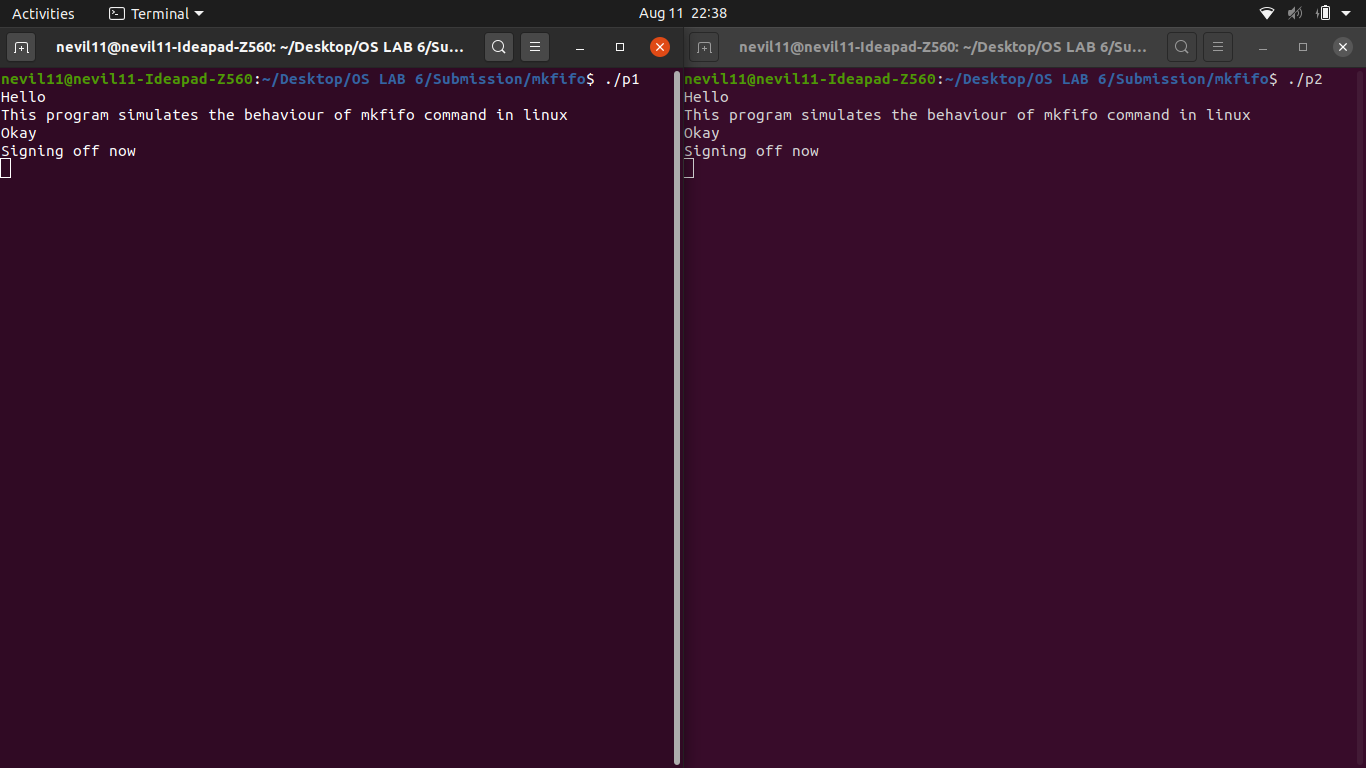 Activities Terminal Aug 11 22:38
nevil11@nevil11-Ideapad-Z560: ~/Desktop/OS LAB 6/Su...
nevil11@nevil11-Ideapad-Z560:~/Desktop/OS LAB 6/Submission/mkfifo$ ./p1
Hello
This program simulates the behaviour of mkfifo command in linux
Okay
Signing off now
nevil11@nevil11-Ideapad-Z560: ~/Desktop/OS LAB 6/Su...
nevil11@nevil11-Ideapad-Z560:~/Desktop/OS LAB 6/Submission/mkfifo$ ./p2
Hello
This program simulates the behaviour of mkfifo command in linux
Okay
Signing off now